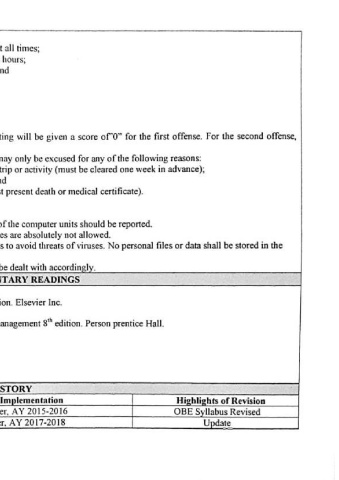 t all times;
hours;
nd
ting will be given a score of"0" for the first offense. For the second offense,
may only be excused for any of the following reasons:
trip or activity (must be cleared one week in advance);
nd
t present death or medical certificate).
of the computer units should be reported.
es are absolutely not allowed.
s to avoid threats of viruses. No personal files or data shall be stored in the
be dealt with accordingly.
TARY READINGS
ion. Elsevier Inc.
anagement 8th edition. Person prentice Hall.
STORY
Implementation Highlights of Revision
er, AY 2015-2016 OBE Syllabus Revised
r, AY 2017-2018 Update